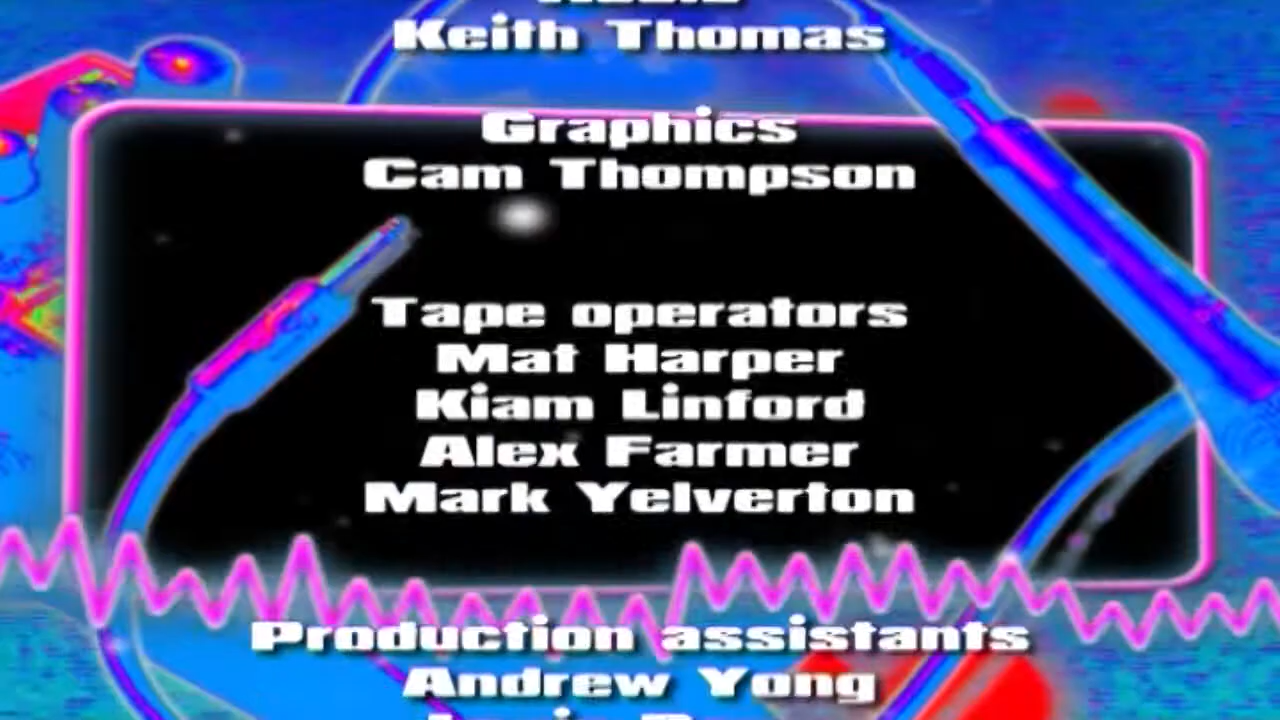 Keith Thomas
Graphics
Cam Thompson
Tape operators
Mat Harper
Kiam Linford
Alex Farmer
Mark Yelverton
Production assistants
Andrew Yong